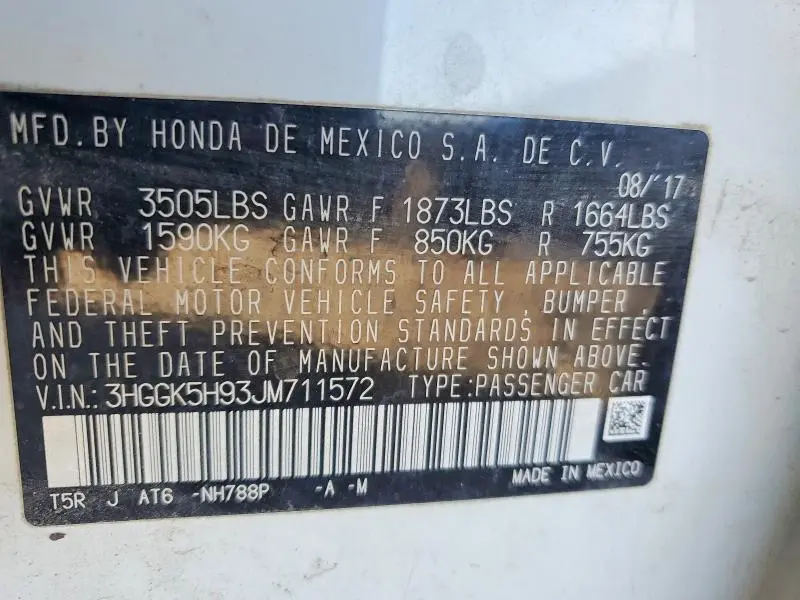 MFD. BY HONDA DE MEXICO S.A. DE C.V.
08/'17
GVWR 3505LBS GAWR F 1873LBS R 1664LBS
GVWR 1590KG GAWR F 850KG R 755KG
THIS VEHICLE CONFORMS TO ALL APPLICABLE
FEDERAL MOTOR VEHICLE SAFETY , BUMPER ,
AND THEFT PREVENTION STANDARDS IN EFFECT
ON THE DATE OF MANUFACTURE SHOWN ABOVE.
V.I.N.: 3HGGK5H93JM711572 TYPE:PASSENGER CAR
T5R J AT6 -NH788P -A -M MADE IN MEXICO